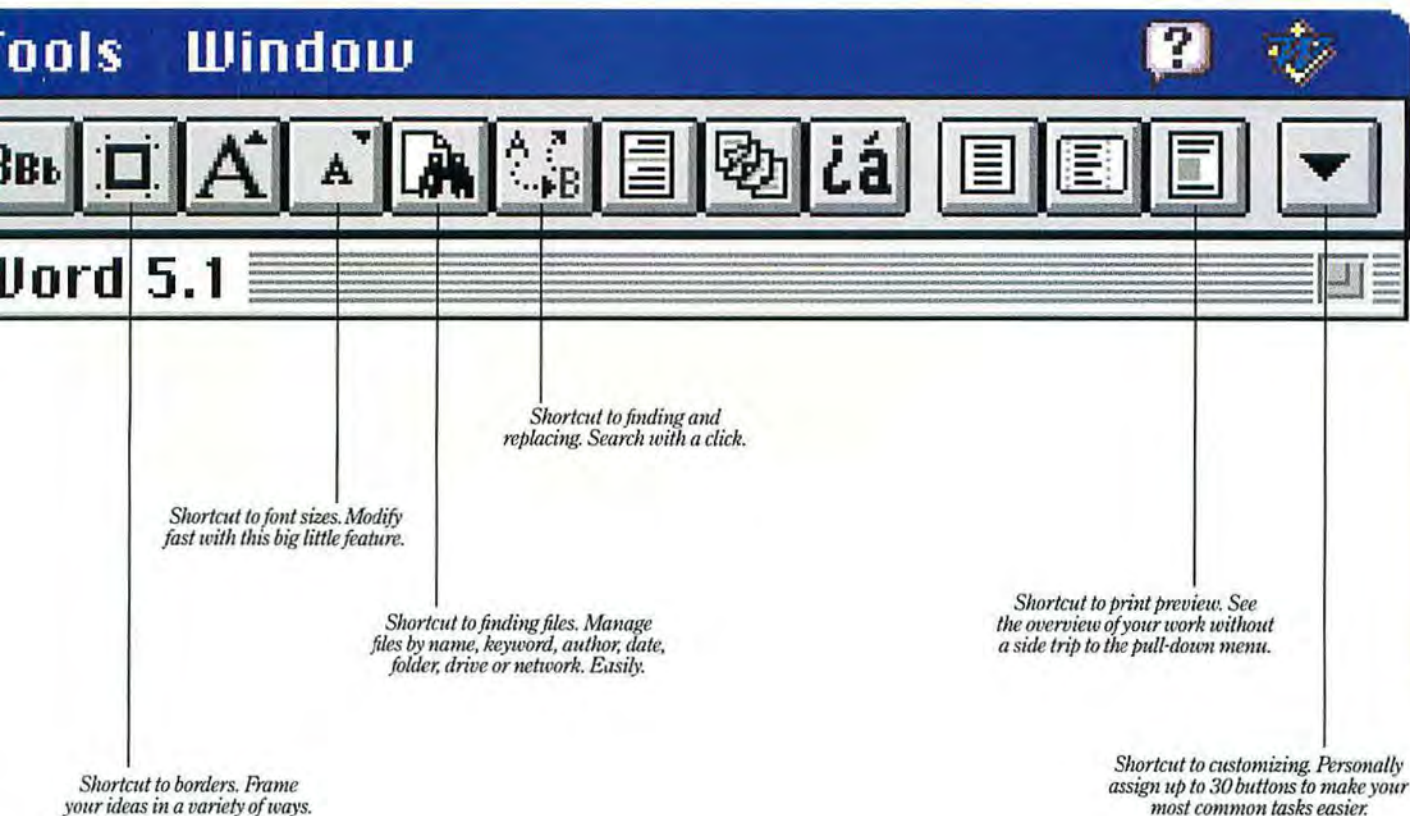 Tools Window ?
BBb A A A B ¿á
Word 5.1
Shortcut to finding and
replacing. Search with a click.
Shortcut to font sizes. Modify
fast with this big little feature.
Shortcut to finding files. Manage
files by name, keyword, author, date,
folder, drive or network. Easily.
Shortcut to print preview. See
the overview of your work without
a side trip to the pull-down menu.
Shortcut to borders. Frame
your ideas in a variety of ways.
Shortcut to customizing. Personally
assign up to 30 buttons to make your
most common tasks easier.